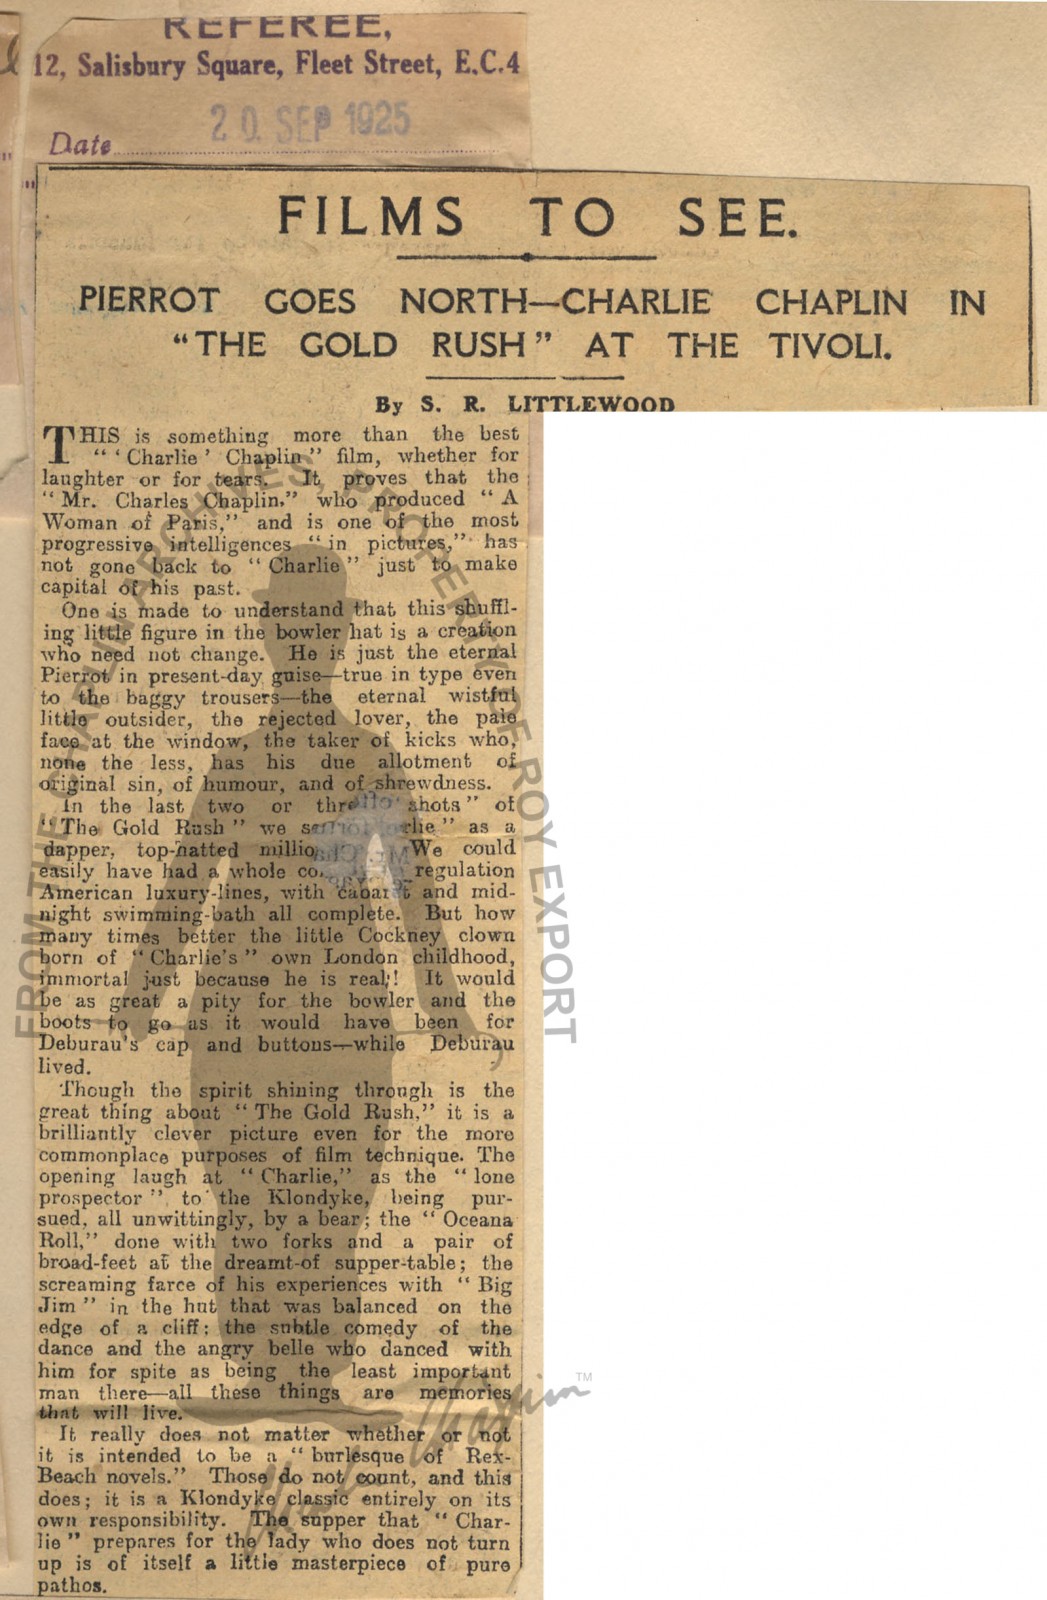 REFEREE,
12, Salisbury Square, Fleet Street, E.C.4
20 SEP 1925
Date
FILMS TO SEE.
PIERROT GOES NORTH—CHARLIE CHAPLIN IN
"THE GOLD RUSH" AT THE TIVOLI.
By S. R. LITTLEWOOD
THIS is something more than the best
"'Charlie' Chaplin" film, whether for
laughter or for tears. It proves that the
"Mr. Charles Chaplin," who produced "A
Woman of Paris," and is one of the most
progressive intelligences "in pictures," has
not gone back to "Charlie" just to make
capital of his past.
One is made to understand that this shuffl-
ing little figure in the bowler hat is a creation
who need not change. He is just the eternal
Pierrot in present-day guise—true in type even
to the baggy trousers—the eternal wistful
little outsider, the rejected lover, the pale
face at the window, the taker of kicks who,
none the less, has his due allotment of
original sin, of humour, and of shrewdness.
In the last two or shots" of
"The Gold Rush" we as a
dapper, top-hatted We could
easily have had a whole regulation
American luxury-lines, with cabaret and mid-
night swimming-bath all complete. But how
many times better the little Cockney clown
born of "Charlie's" own London childhood,
immortal just because he is real! It would
be as great a pity for the bowler and the
boots to go as it would have been for
Deburau's cap and buttons—while Deburau
lived.
Though the spirit shining through is the
great thing about "The Gold Rush," it is a
brilliantly clever picture even for the more
commonplace purposes of film technique. The
opening laugh at "Charlie," as the "lone
prospector" to the Klondyke, being pur-
sued, all unwittingly, by a bear; the "Oceana
Roll," done with two forks and a pair of
broad-feet at the dreamt-of supper-table; the
screaming farce of his experiences with "Big
Jim" in the hut that was balanced on the
edge of a cliff; the subtle comedy of the
dance and the angry belle who danced with
him for spite as being the least important
man there—all these things are memories
that will live.
It really does not matter whether or not
it is intended to be a "burlesque of Rex-
Beach novels." Those do not count, and this
does; it is a Klondyke classic entirely on its
own responsibility. The supper that "Char-
lie" prepares for the lady who does not turn
up is of itself a little masterpiece of pure
pathos.
FROM THE CHAPLIN ARCHIVES, PROPERTY OF ROY EXPORT
Charlie Chaplin TM